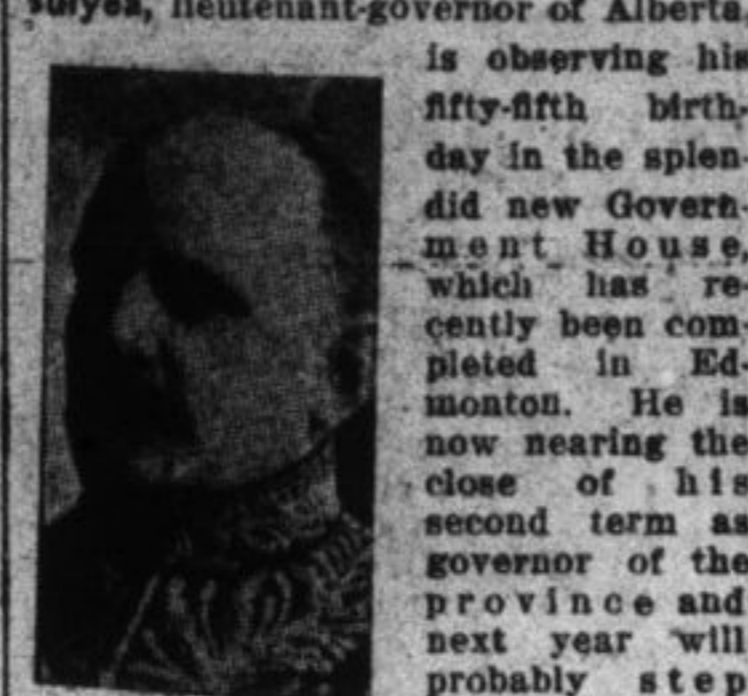 lieutenant-governor of Alberta,
is observing his
fifty-fifth birth-
day in the splen-
did new Govern-
ment House,
which has re-
cently been com-
pleted in Ed-
monton. He is
now nearing the
close of his
second term as
governor of the
province and
next year will
probably step